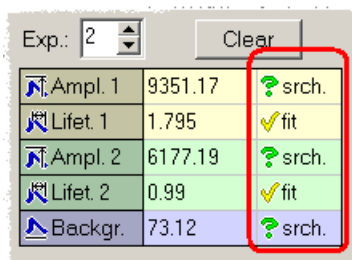 Exp.: 2 Clear
Ampl. 1 9351.17 ? srch.
Lifet. 1 1.795 fit
Ampl. 2 6177.19 ? srch.
Lifet. 2 0.99 fit
Backgr. 73.12 ? srch.